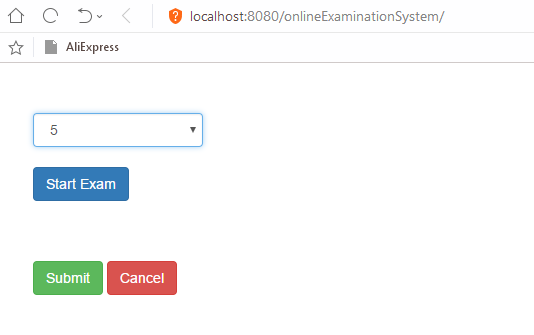 localhost:8080/onlineExaminationSystem/
AliExpress
5
Start Exam
Submit Cancel